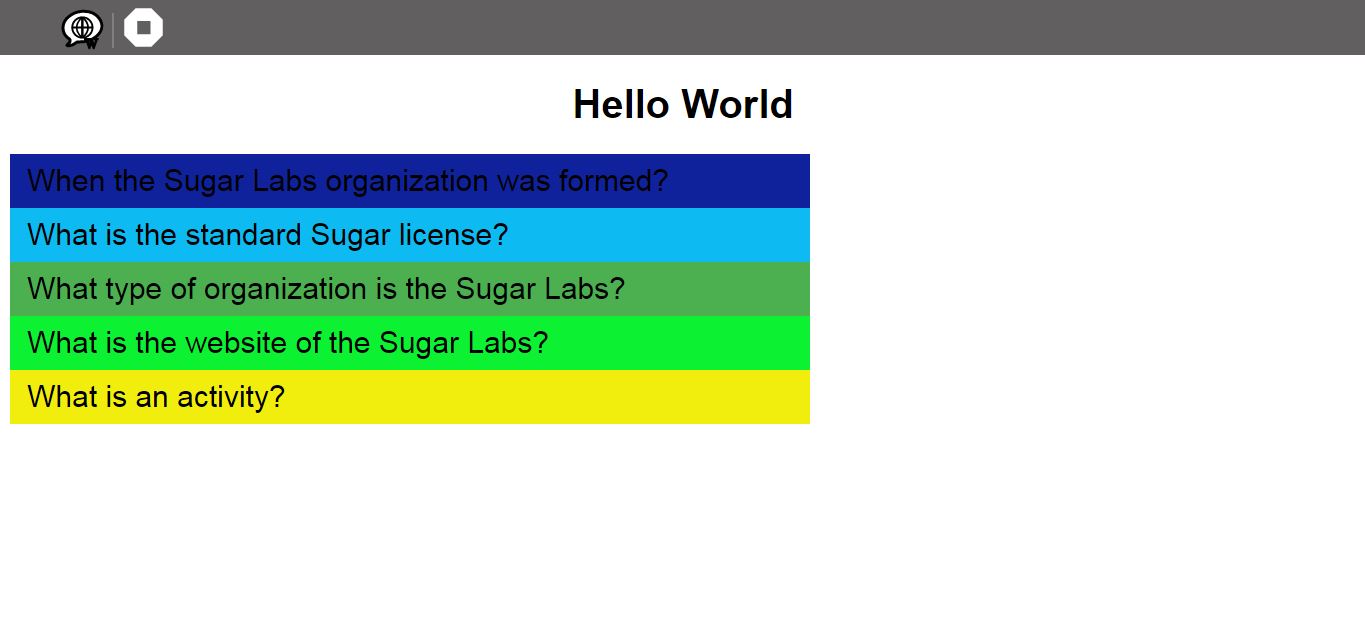 Hello World
When the Sugar Labs organization was formed?
What is the standard Sugar license?
What type of organization is the Sugar Labs?
What is the website of the Sugar Labs?
What is an activity?